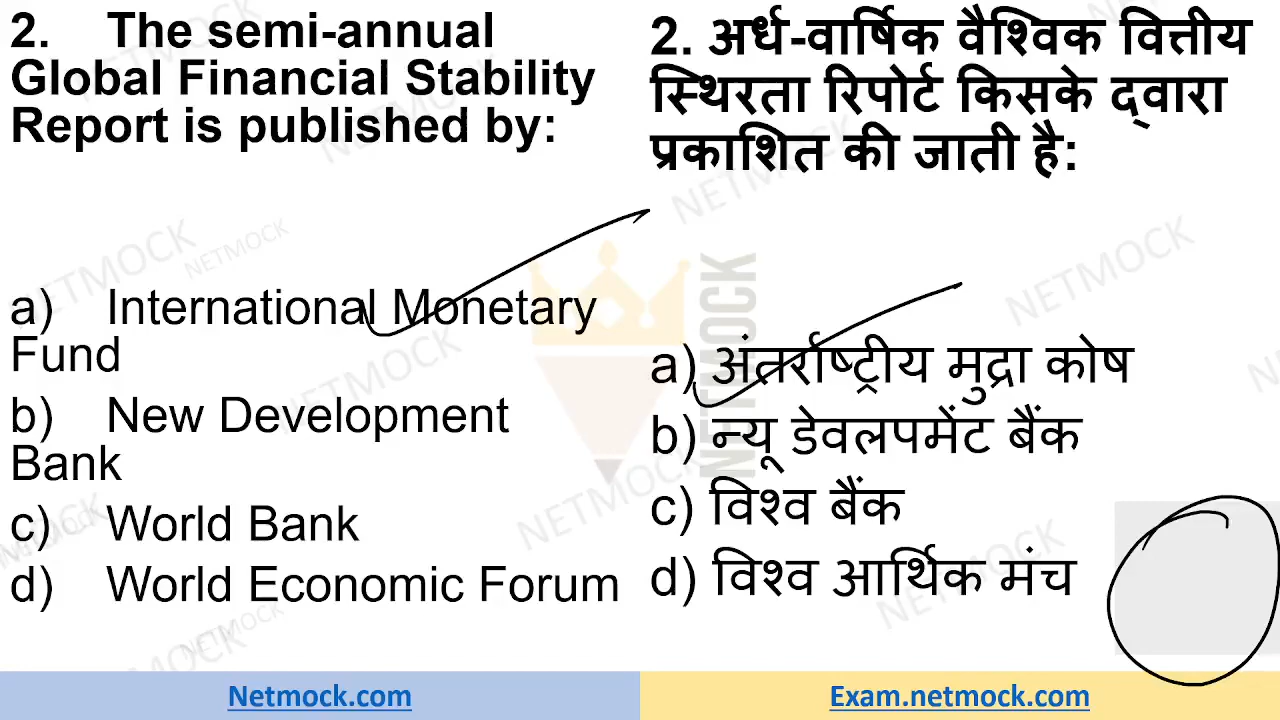 2. The semi-annual
Global Financial Stability
Report is published by:
a) International Monetary
Fund
b) New Development
Bank
c) World Bank
d) World Economic Forum
2. अर्ध-वार्षिक वैश्विक वित्तीय
स्थिरता रिपोर्ट किसके द्वारा
प्रकाशित की जाती है:
a) अंतर्राष्ट्रीय मुद्रा कोष
b) न्यू डेवलपमेंट बैंक
c) विश्व बैंक
d) विश्व आर्थिक मंच
NETMOCK
Netmock.com
Exam.netmock.com